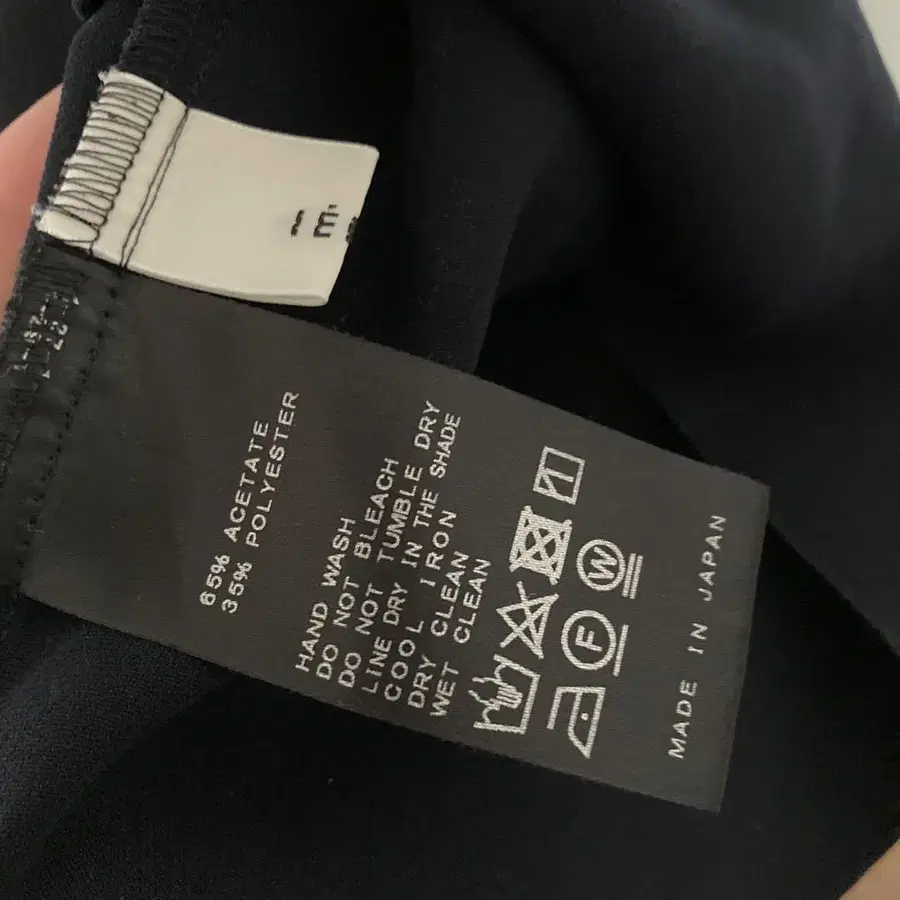 65% ACETATE
35% POLYESTER
HAND WASH
DO NOT BLEACH
DO NOT TUMBLE DRY
LINE DRY IN THE SHADE
COOL IRON
DRY CLEAN
WET CLEAN
W
F
MADE IN JAPAN